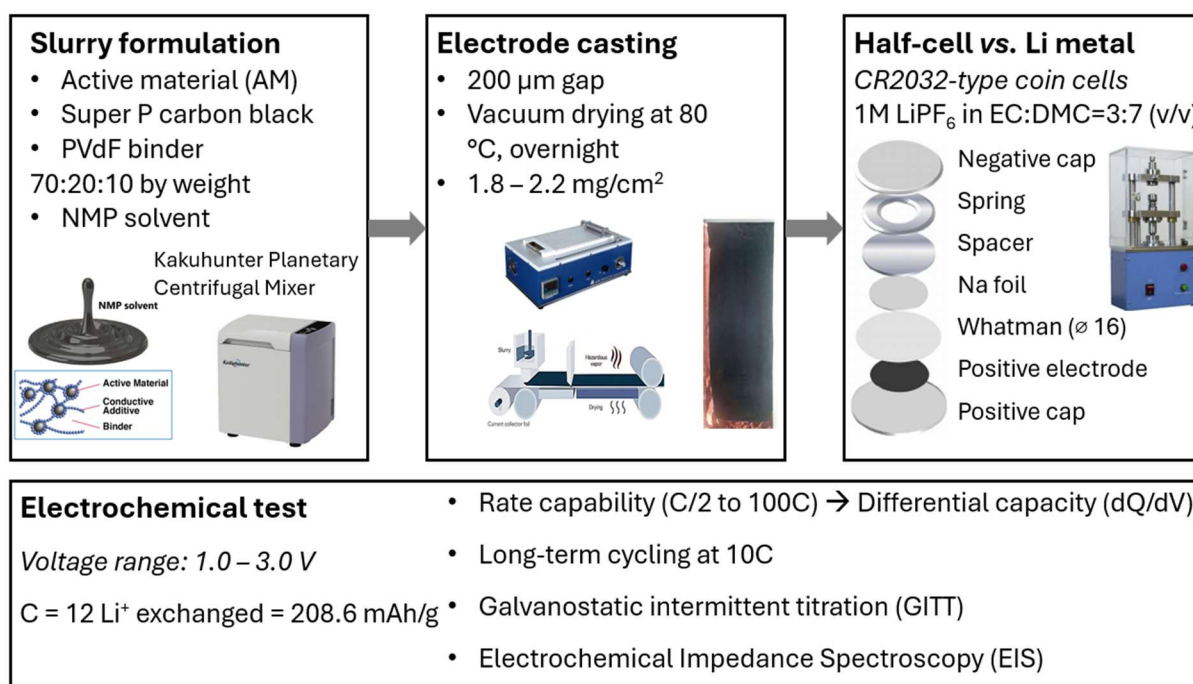 Slurry formulation
• Active material (AM)
• Super P carbon black
• PVdF binder
70:20:10 by weight
• NMP solvent
Kakuhunter Planetary
Centrifugal Mixer
NMP solvent
Kakuhunter
Active Material
Conductive
Additive
Binder
Electrode casting
• 200 µm gap
• Vacuum drying at 80
°C, overnight
• 1.8 – 2.2 mg/cm²
Slurry
Hazardous
vapor
Drying
Current collector foil
Half-cell vs. Li metal
CR2032-type coin cells
1M LiPF₆ in EC:DMC=3:7 (v/v)
Negative cap
Spring
Spacer
Na foil
Whatman (⌀ 16)
Positive electrode
Positive cap
Electrochemical test
Voltage range: 1.0 – 3.0 V
C = 12 Li⁺ exchanged = 208.6 mAh/g
• Rate capability (C/2 to 100C) → Differential capacity (dQ/dV)
• Long-term cycling at 10C
• Galvanostatic intermittent titration (GITT)
• Electrochemical Impedance Spectroscopy (EIS)